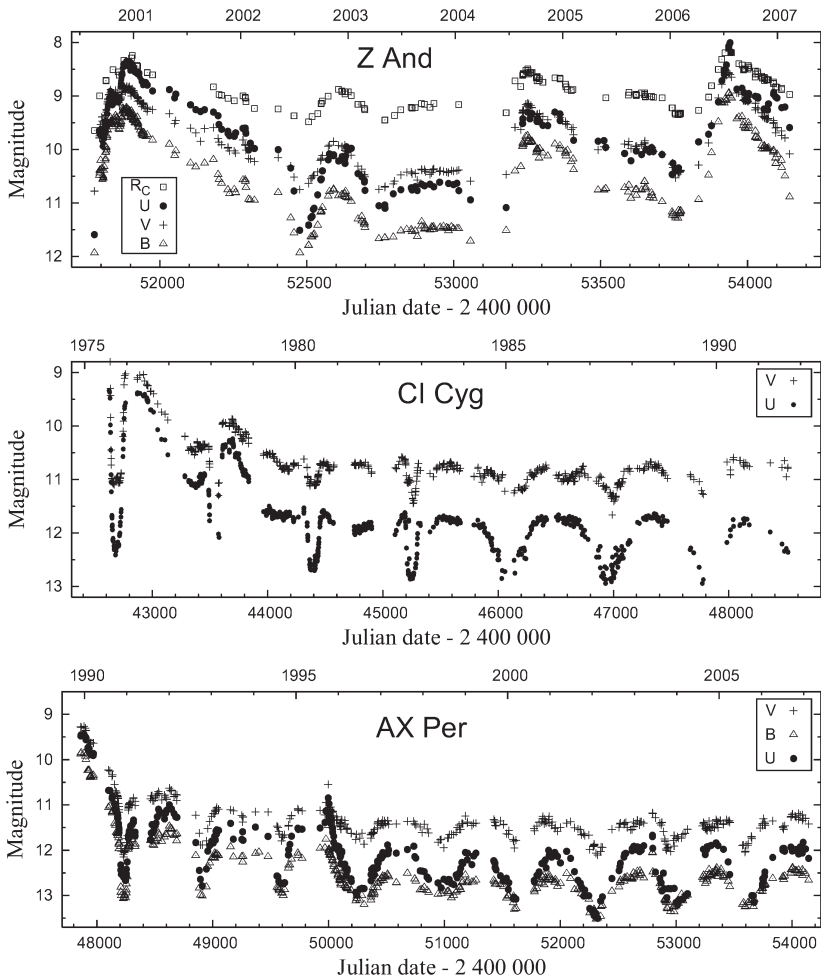 2001 2002 2003 2004 2005 2006 2007
Z And
8
9
10
11
12
Magnitude
R_C
U
V
B
52000 52500 53000 53500 54000
Julian date - 2 400 000
1975 1980 1985 1990
CI Cyg
9
10
11
12
13
Magnitude
V
U
43000 44000 45000 46000 47000 48000
Julian date - 2 400 000
1990 1995 2000 2005
AX Per
9
10
11
12
13
Magnitude
V
B
U
48000 49000 50000 51000 52000 53000 54000
Julian date - 2 400 000